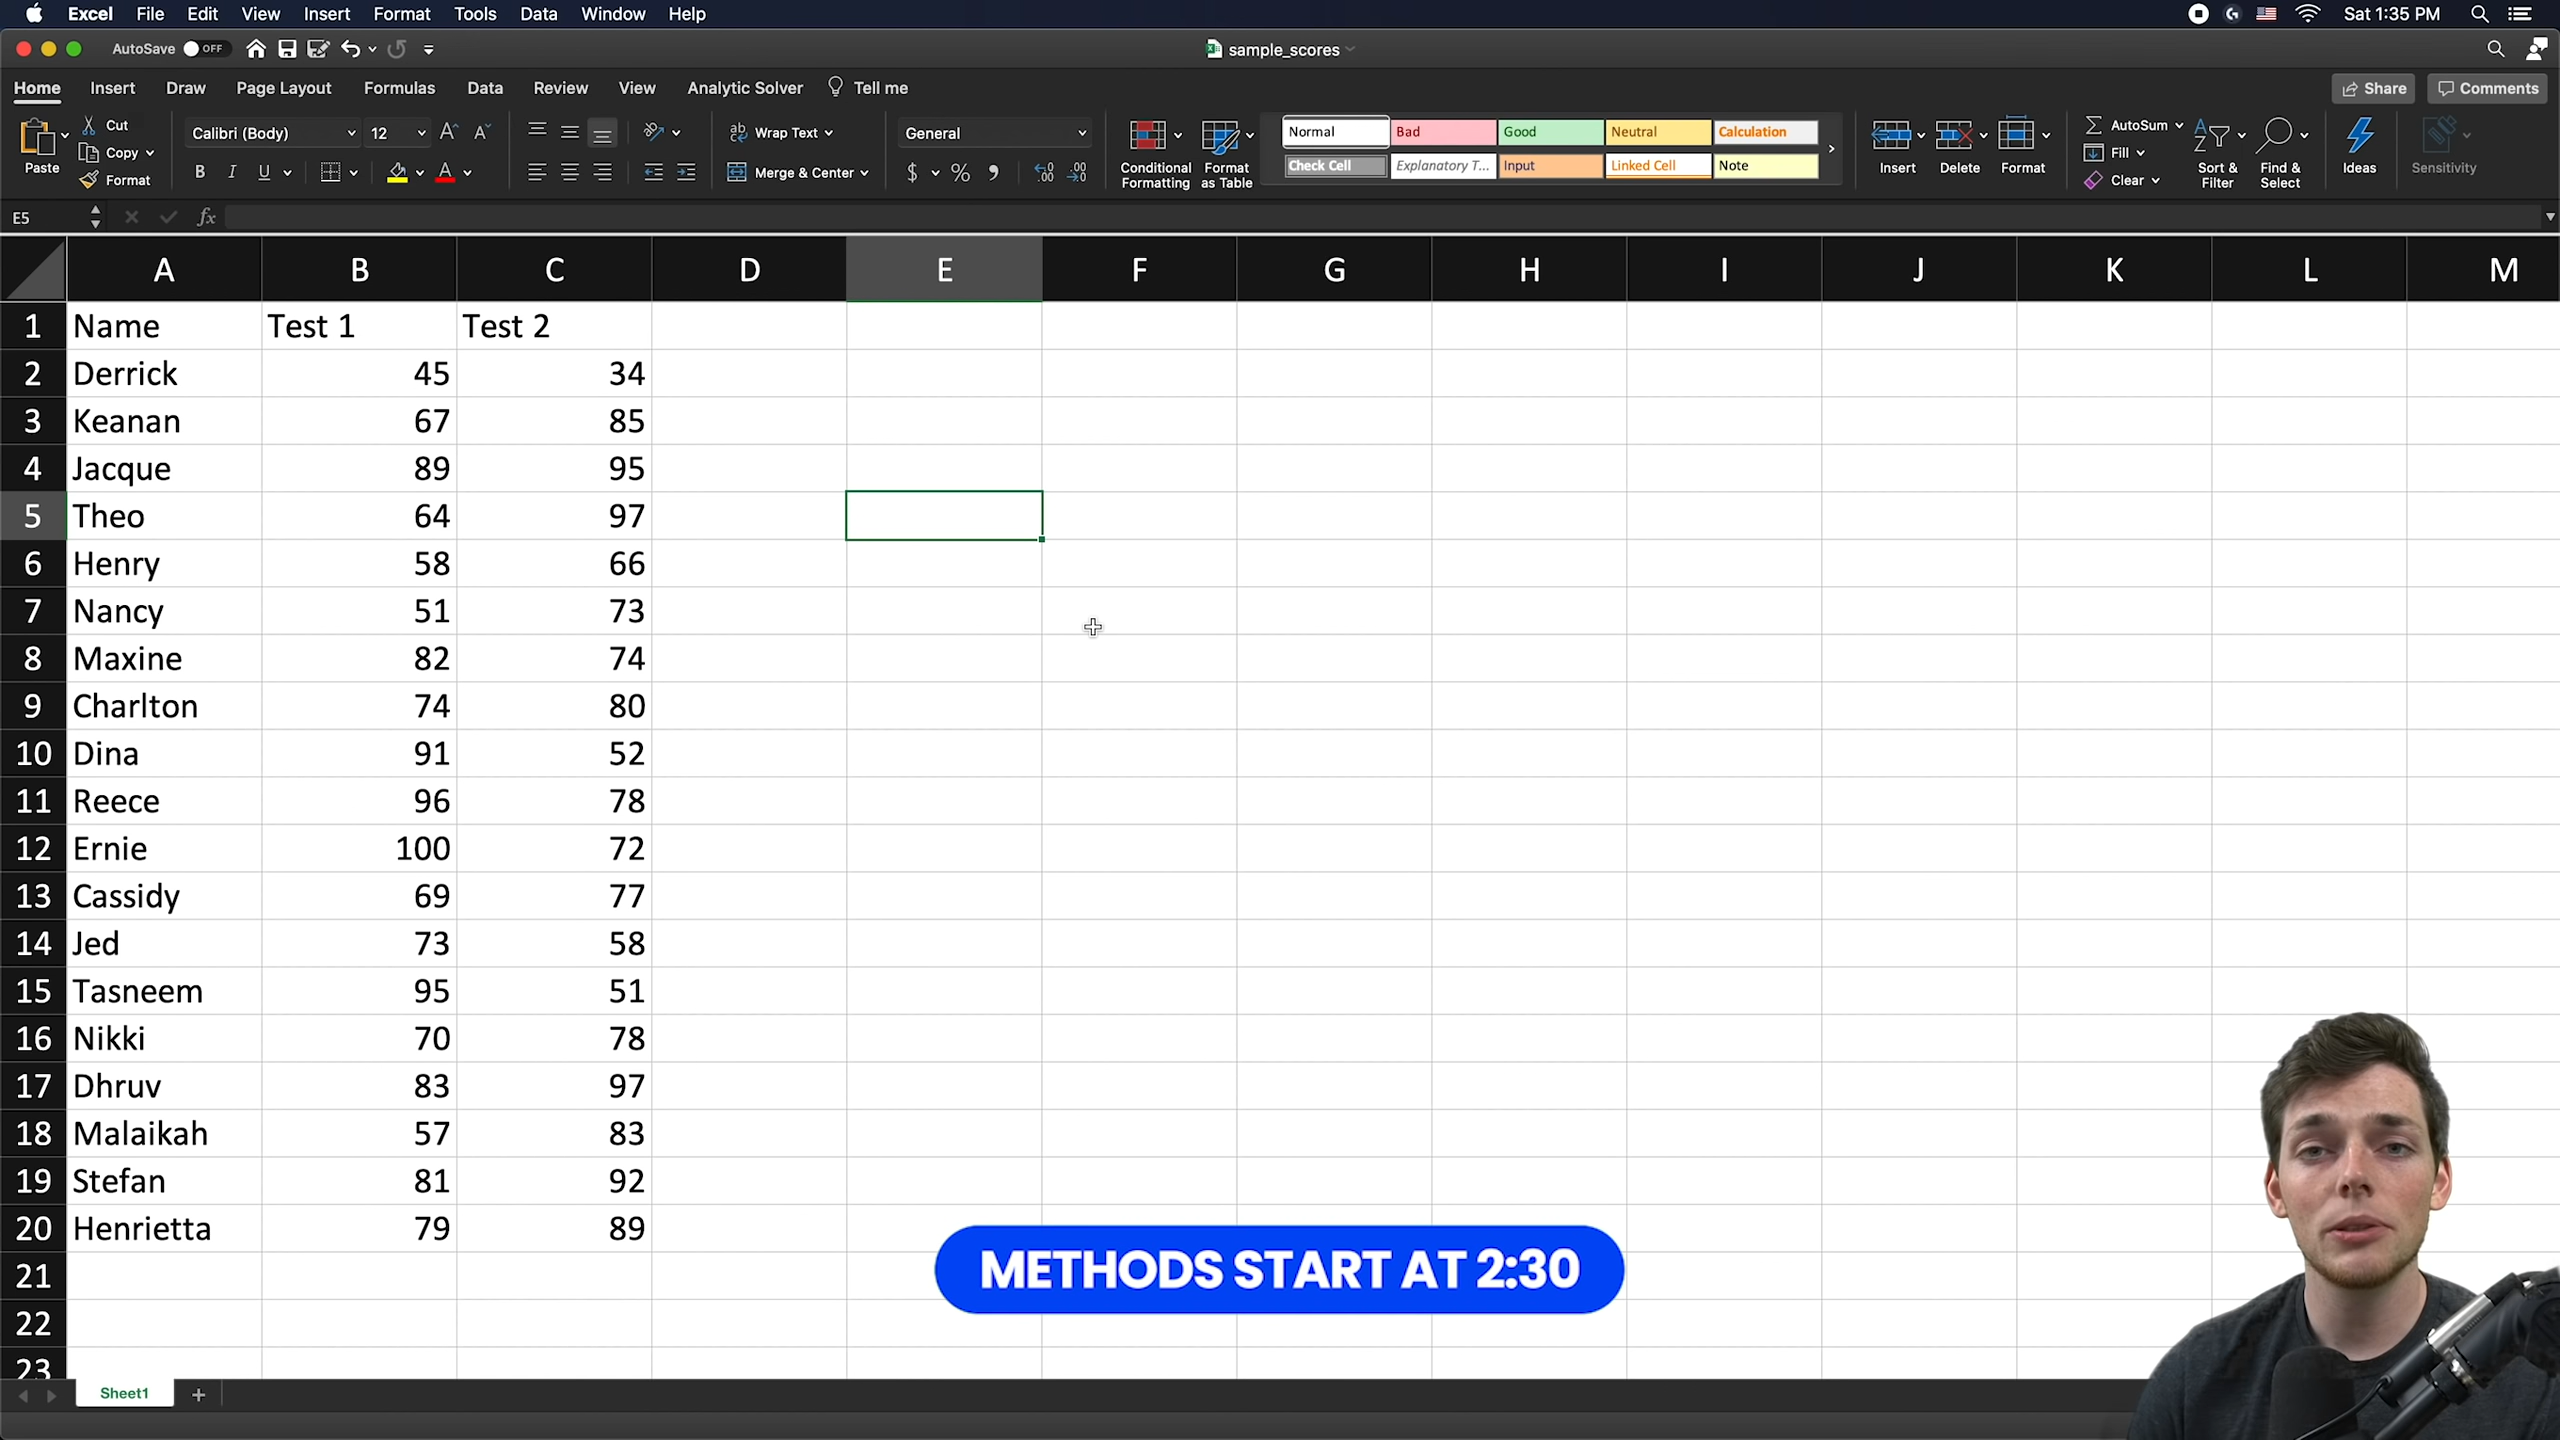 Excel File Edit View Insert Format Tools Data Window Help Sat 1:35 PM
AutoSave OFF sample_scores
Home Insert Draw Page Layout Formulas Data Review View Analytic Solver Tell me Share Comments
Paste Cut Copy Format
Calibri (Body) 12
B I U A
Wrap Text
Merge & Center
General
$ %
Conditional Formatting
Format as Table
Normal Bad Good Neutral Calculation
Check Cell Explanatory T... Input Linked Cell Note
Insert Delete Format
AutoSum
Fill
Clear
Sort & Filter
Find & Select
Ideas
Sensitivity
E5 fx
A B C D E F G H I J K L M
1 Name Test 1 Test 2
2 Derrick 45 34
3 Keanan 67 85
4 Jacque 89 95
5 Theo 64 97
6 Henry 58 66
7 Nancy 51 73
8 Maxine 82 74
9 Charlton 74 80
10 Dina 91 52
11 Reece 96 78
12 Ernie 100 72
13 Cassidy 69 77
14 Jed 73 58
15 Tasneem 95 51
16 Nikki 70 78
17 Dhruv 83 97
18 Malaikah 57 83
19 Stefan 81 92
20 Henrietta 79 89
21
22
23
METHODS START AT 2:30
Sheet1 +